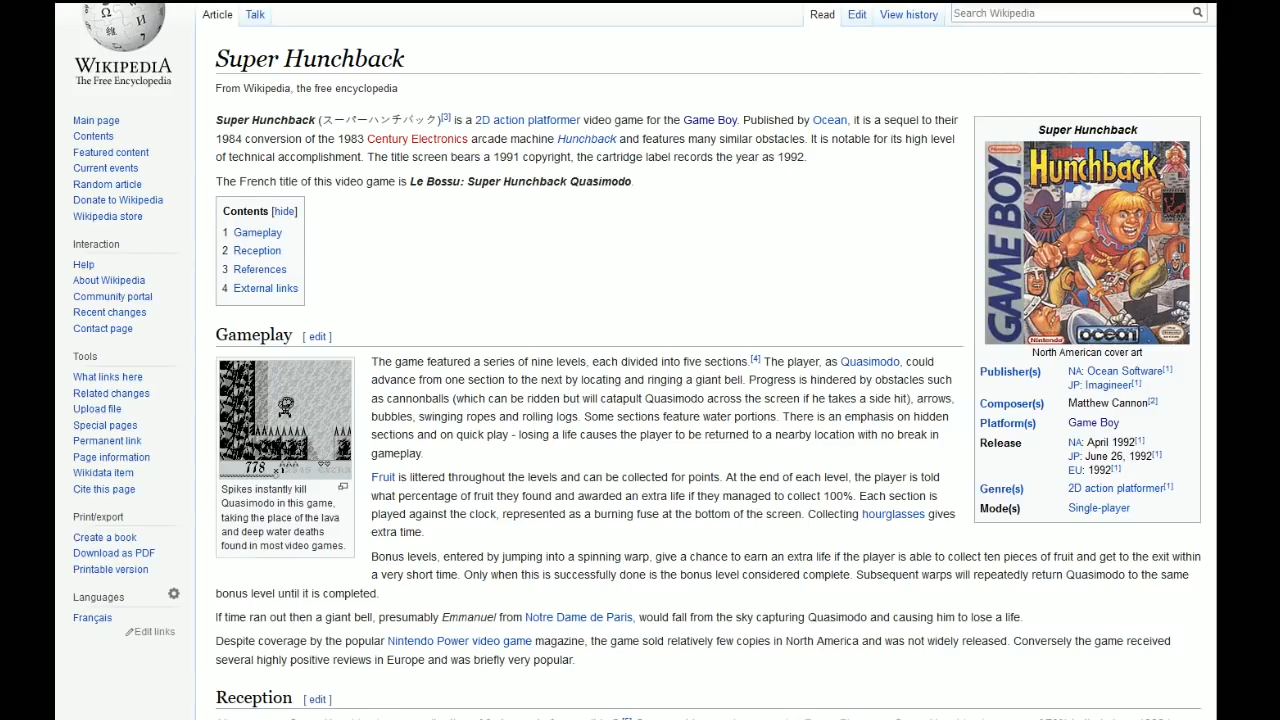 Article Talk Read Edit View history Search Wikipedia
WIKIPEDIA
The Free Encyclopedia
Main page
Contents
Featured content
Current events
Random article
Donate to Wikipedia
Wikipedia store
Interaction
Help
About Wikipedia
Community portal
Recent changes
Contact page
Tools
What links here
Related changes
Upload file
Special pages
Permanent link
Page information
Wikidata item
Cite this page
Print/export
Create a book
Download as PDF
Printable version
Languages
Français
Edit links
Super Hunchback
From Wikipedia, the free encyclopedia
Super Hunchback (スーパーハンチバック)[3] is a 2D action platformer video game for the Game Boy. Published by Ocean, it is a sequel to their
1984 conversion of the 1983 Century Electronics arcade machine Hunchback and features many similar obstacles. It is notable for its high level
of technical accomplishment. The title screen bears a 1991 copyright, the cartridge label records the year as 1992.
The French title of this video game is Le Bossu: Super Hunchback Quasimodo.
Contents [hide]
1 Gameplay
2 Reception
3 References
4 External links
Super Hunchback
Nintendo
GAME BOY
SUPER
Hunchback
Nintendo
ocean
North American cover art
Publisher(s) NA: Ocean Software[1]
JP: Imagineer[1]
Composer(s) Matthew Cannon[2]
Platform(s) Game Boy
Release NA: April 1992[1]
JP: June 26, 1992[1]
EU: 1992[1]
Genre(s) 2D action platformer[1]
Mode(s) Single-player
Gameplay [ edit ]
778 x1
Spikes instantly kill
Quasimodo in this game,
taking the place of the lava
and deep water deaths
found in most video games.
The game featured a series of nine levels, each divided into five sections.[4] The player, as Quasimodo, could
advance from one section to the next by locating and ringing a giant bell. Progress is hindered by obstacles such
as cannonballs (which can be ridden but will catapult Quasimodo across the screen if he takes a side hit), arrows,
bubbles, swinging ropes and rolling logs. Some sections feature water portions. There is an emphasis on hidden
sections and on quick play - losing a life causes the player to be returned to a nearby location with no break in
gameplay.
Fruit is littered throughout the levels and can be collected for points. At the end of each level, the player is told
what percentage of fruit they found and awarded an extra life if they managed to collect 100%. Each section is
played against the clock, represented as a burning fuse at the bottom of the screen. Collecting hourglasses gives
extra time.
Bonus levels, entered by jumping into a spinning warp, give a chance to earn an extra life if the player is able to collect ten pieces of fruit and get to the exit within
a very short time. Only when this is successfully done is the bonus level considered complete. Subsequent warps will repeatedly return Quasimodo to the same
bonus level until it is completed.
If time ran out then a giant bell, presumably Emmanuel from Notre Dame de Paris, would fall from the sky capturing Quasimodo and causing him to lose a life.
Despite coverage by the popular Nintendo Power video game magazine, the game sold relatively few copies in North America and was not widely released. Conversely the game received
several highly positive reviews in Europe and was briefly very popular.
Reception [ edit ]